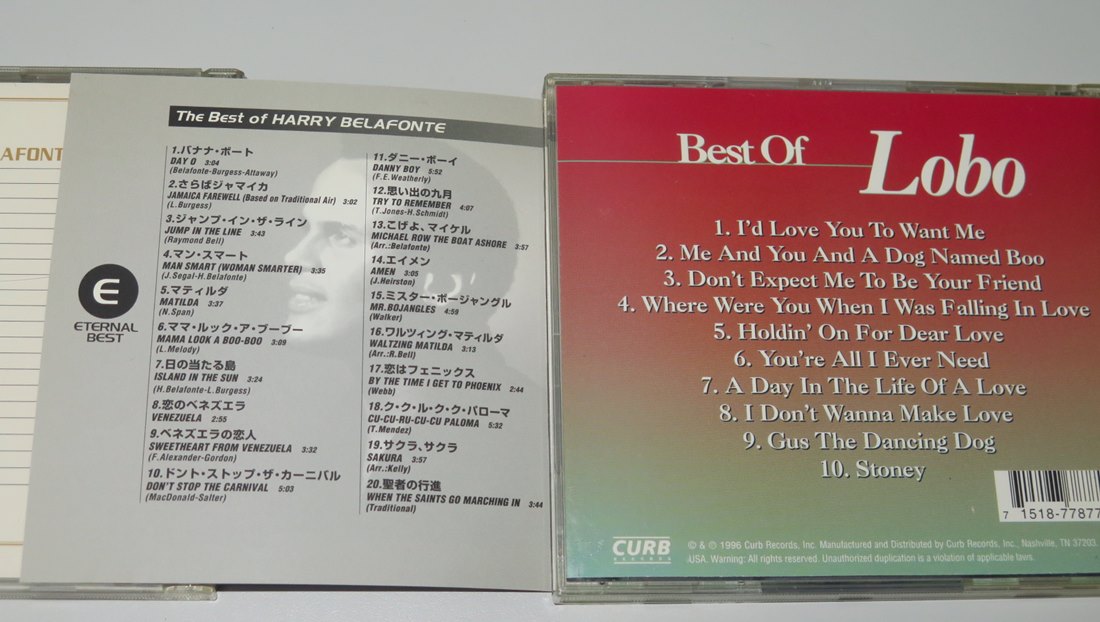 AFONT
The Best of HARRY BELAFONTE
1.バナナ・ボート
DAY O 3:04
(Belafonte-Burgess-Attaway)
2.さらばジャマイカ
JAMAICA FAREWELL (Based on Traditional Air) 3:02
(L.Burgess)
3.ジャンプ・イン・ザ・ライン
JUMP IN THE LINE 3:43
(Raymond Bell)
4.マン・スマート
MAN SMART (WOMAN SMARTER) 3:35
(J.Segal-H.Belafonte)
5.マティルダ
MATILDA 3:37
(N.Span)
6.ママ・ルック・ア・ブーブー
MAMA LOOK A BOO-BOO 3:09
(L.Melody)
7.日の当たる島
ISLAND IN THE SUN 3:24
(H.Belafonte-L.Burgess)
8.恋のベネズエラ
VENEZUELA 2:55
9.ベネズエラの恋人
SWEETHEART FROM VENEZUELA 3:32
(F.Alexander-Gordon)
10.ドント・ストップ・ザ・カーニバル
DON'T STOP THE CARNIVAL 5:03
(MacDonald-Salter)
11.ダニー・ボーイ
DANNY BOY 5:52
(F.E.Weatherly)
12.思い出の九月
TRY TO REMEMBER 4:07
(T.Jones-H.Schmidt)
13.こげよ、マイケル
MICHAEL ROW THE BOAT ASHORE 3:57
(Arr.:Belafonte)
14.エイメン
AMEN 3:05
(J.Heirston)
15.ミスター・ボージャングル
MR.BOJANGLES 4:59
(Walker)
16.ワルツィング・マティルダ
WALTZING MATILDA 3:13
(Arr.:R.Bell)
17.恋はフェニックス
BY THE TIME I GET TO PHOENIX 2:44
(Webb)
18.ク・ク・ル・ク・ク・パローマ
CU-CU-RU-CU-CU PALOMA 5:32
(T.Mendez)
19.サクラ、サクラ
SAKURA 3:57
(Arr.:Kelly)
20.聖者の行進
WHEN THE SAINTS GO MARCHING IN 3:44
(Traditional)
E
ETERNAL
BEST
Best Of Lobo
1. I'd Love You To Want Me
2. Me And You And A Dog Named Boo
3. Don't Expect Me To Be Your Friend
4. Where Were You When I Was Falling In Love
5. Holdin' On For Dear Love
6. You're All I Ever Need
7. A Day In The Life Of A Love
8. I Don't Wanna Make Love
9. Gus The Dancing Dog
10. Stoney
7 1518-77877
CURB
RECORDS
© & ℗ 1996 Curb Records, Inc. Manufactured and Distributed by Curb Records, Inc., Nashville, TN 37203.
USA. Warning: All rights reserved. Unauthorized duplication is a violation of applicable laws.